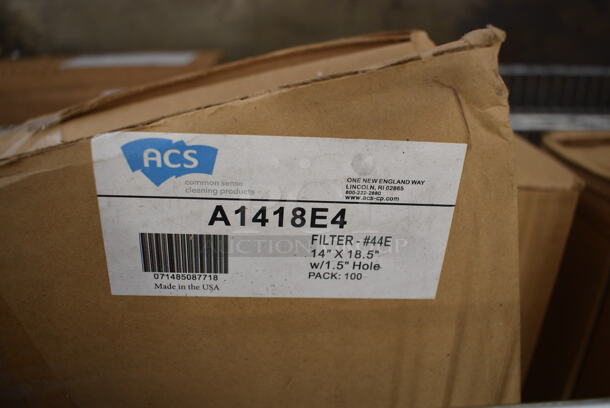 ACS
common sense
cleaning products
ONE NEW ENGLAND WAY
LINCOLN, RI 02865
800-222-2880
www.acs-cp.com
A1418E4
FILTER - #44E
14" X 18.5"
w/1.5" Hole
PACK: 100
071485087718
Made in the USA